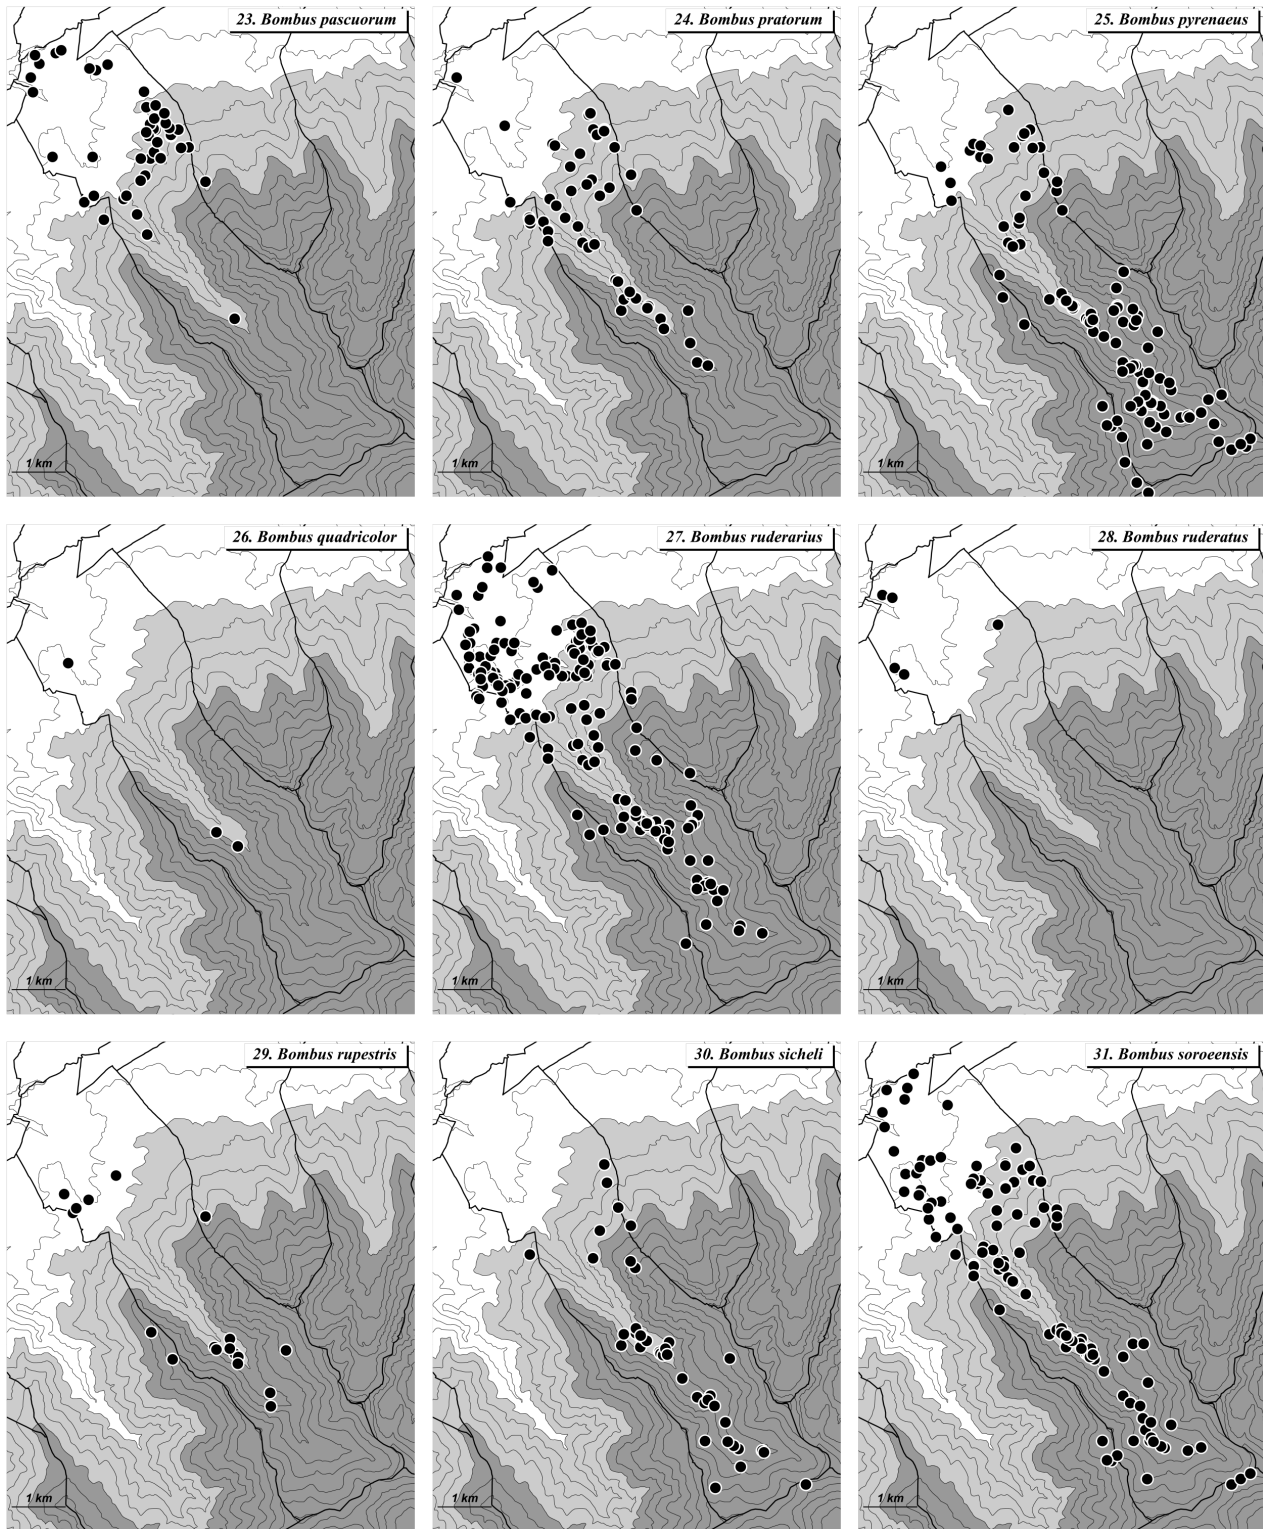 23. Bombus pascuorum
24. Bombus pratorum
25. Bombus pyrenaeus
1 km
1 km
1 km
26. Bombus quadricolor
27. Bombus ruderarius
28. Bombus ruderatus
1 km
1 km
1 km
29. Bombus rupestris
30. Bombus sicheli
31. Bombus soroeensis
1 km
1 km
1 km